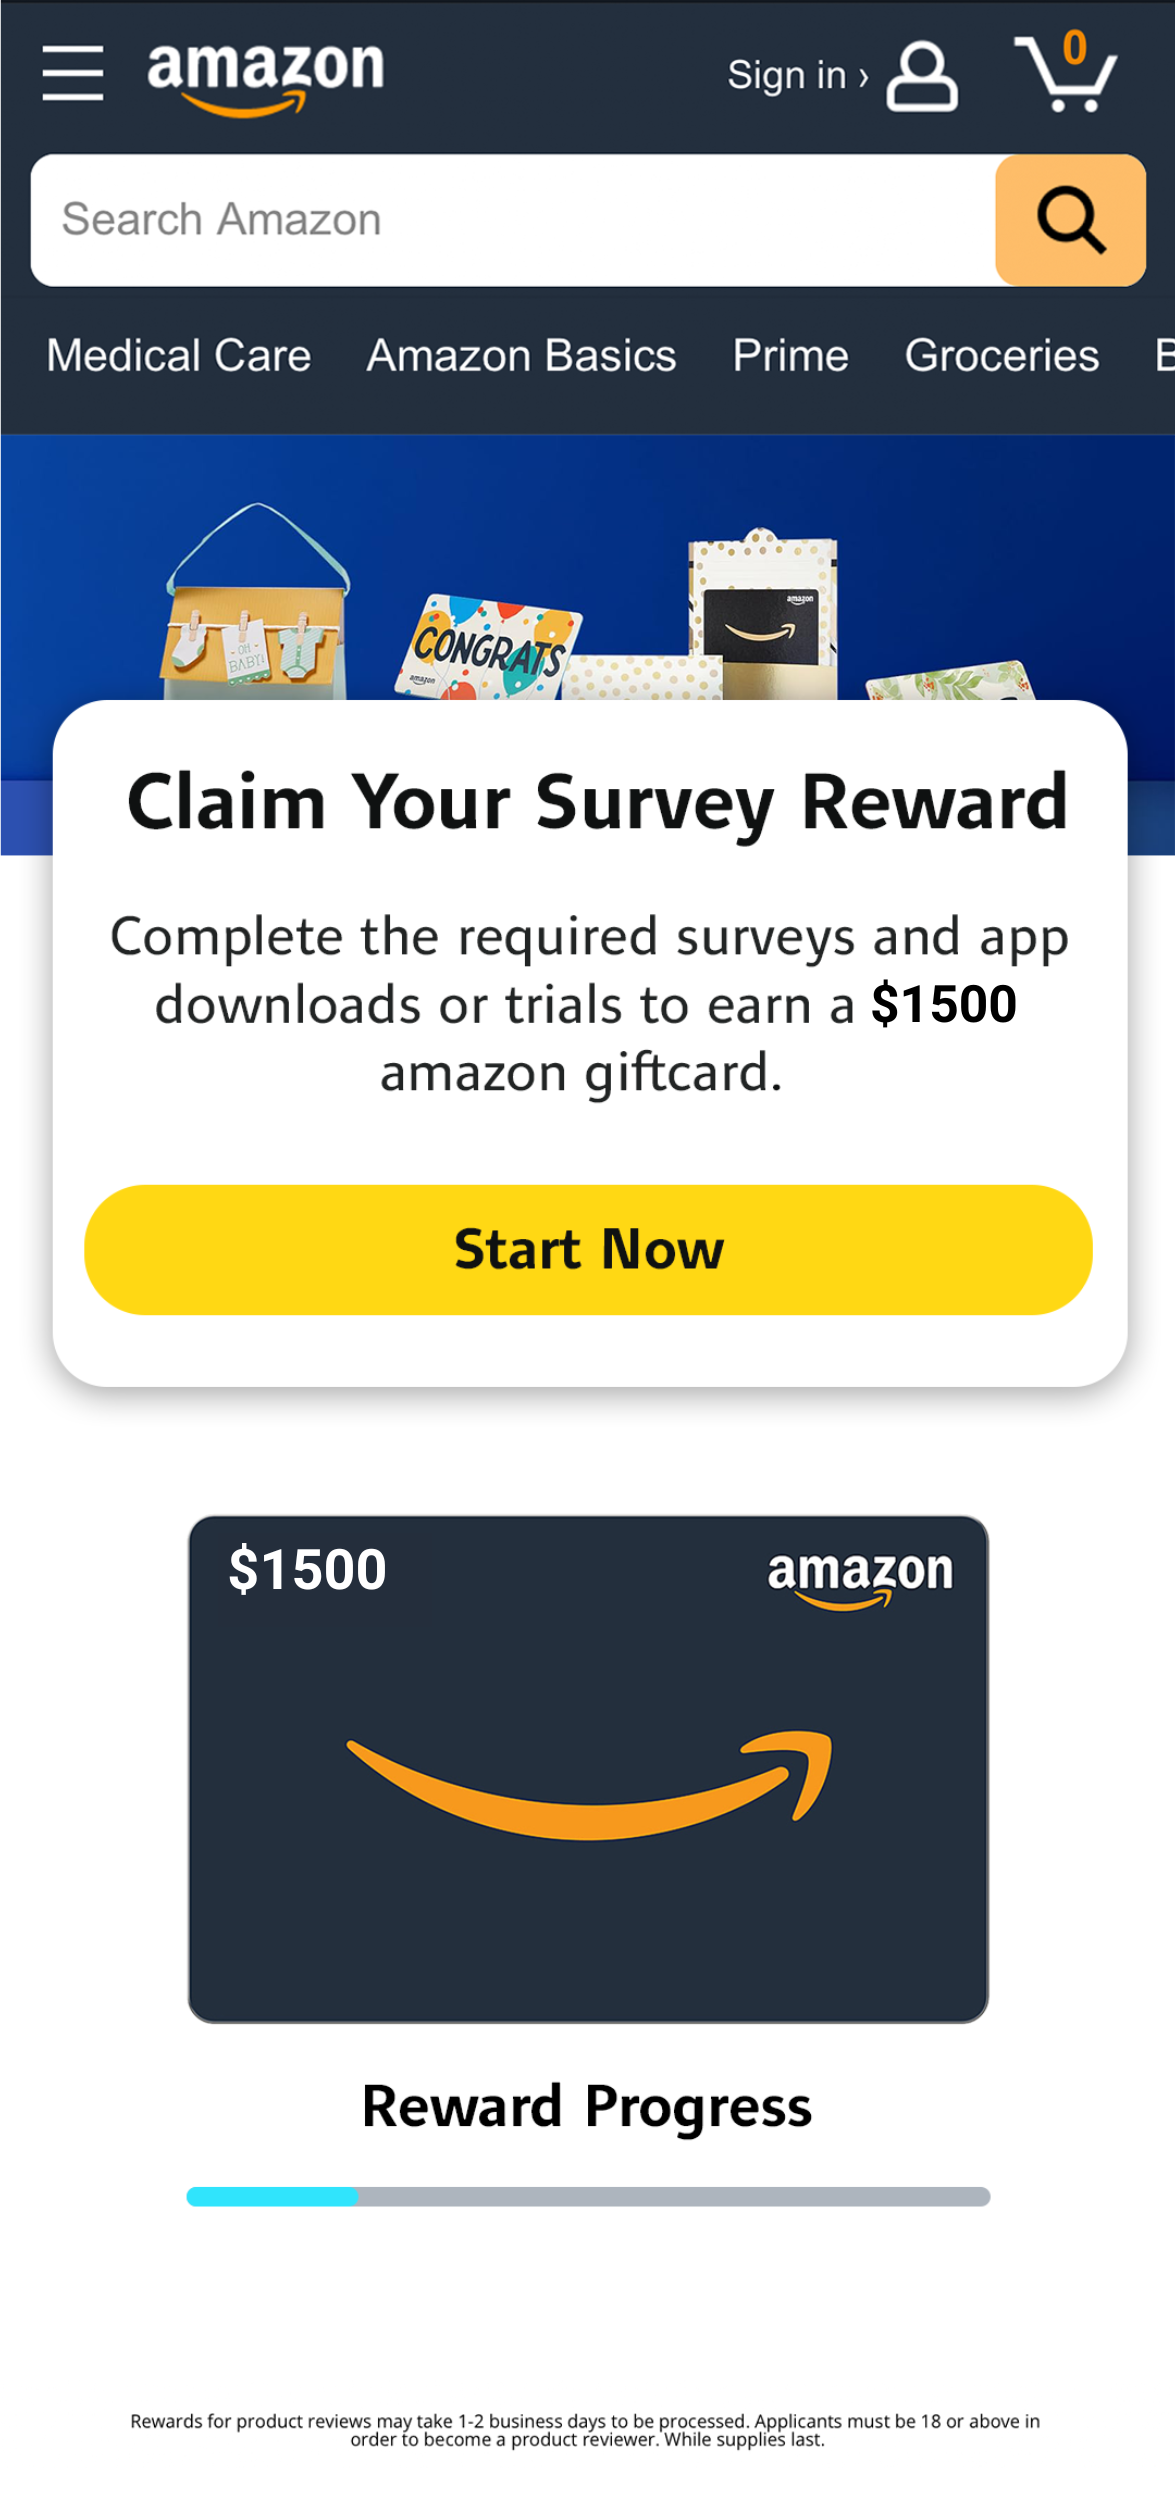 amazon
Sign in ›
0
Search Amazon
Medical Care Amazon Basics Prime Groceries B
OH
BABY!
CONGRATS
amazon
amazon
Claim Your Survey Reward
Complete the required surveys and app
downloads or trials to earn a $1500
amazon giftcard.
Start Now
$1500
amazon
Reward Progress
Rewards for product reviews may take 1-2 business days to be processed. Applicants must be 18 or above in
order to become a product reviewer. While supplies last.